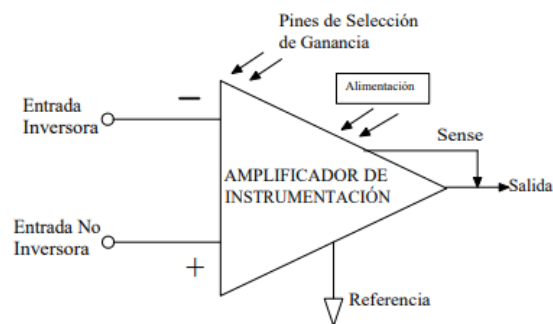 Pines de Selección
de Ganancia
Alimentación
Entrada
Inversora
−
Sense
AMPLIFICADOR DE
INSTRUMENTACIÓN
Salida
Entrada No
Inversora
+
Referencia